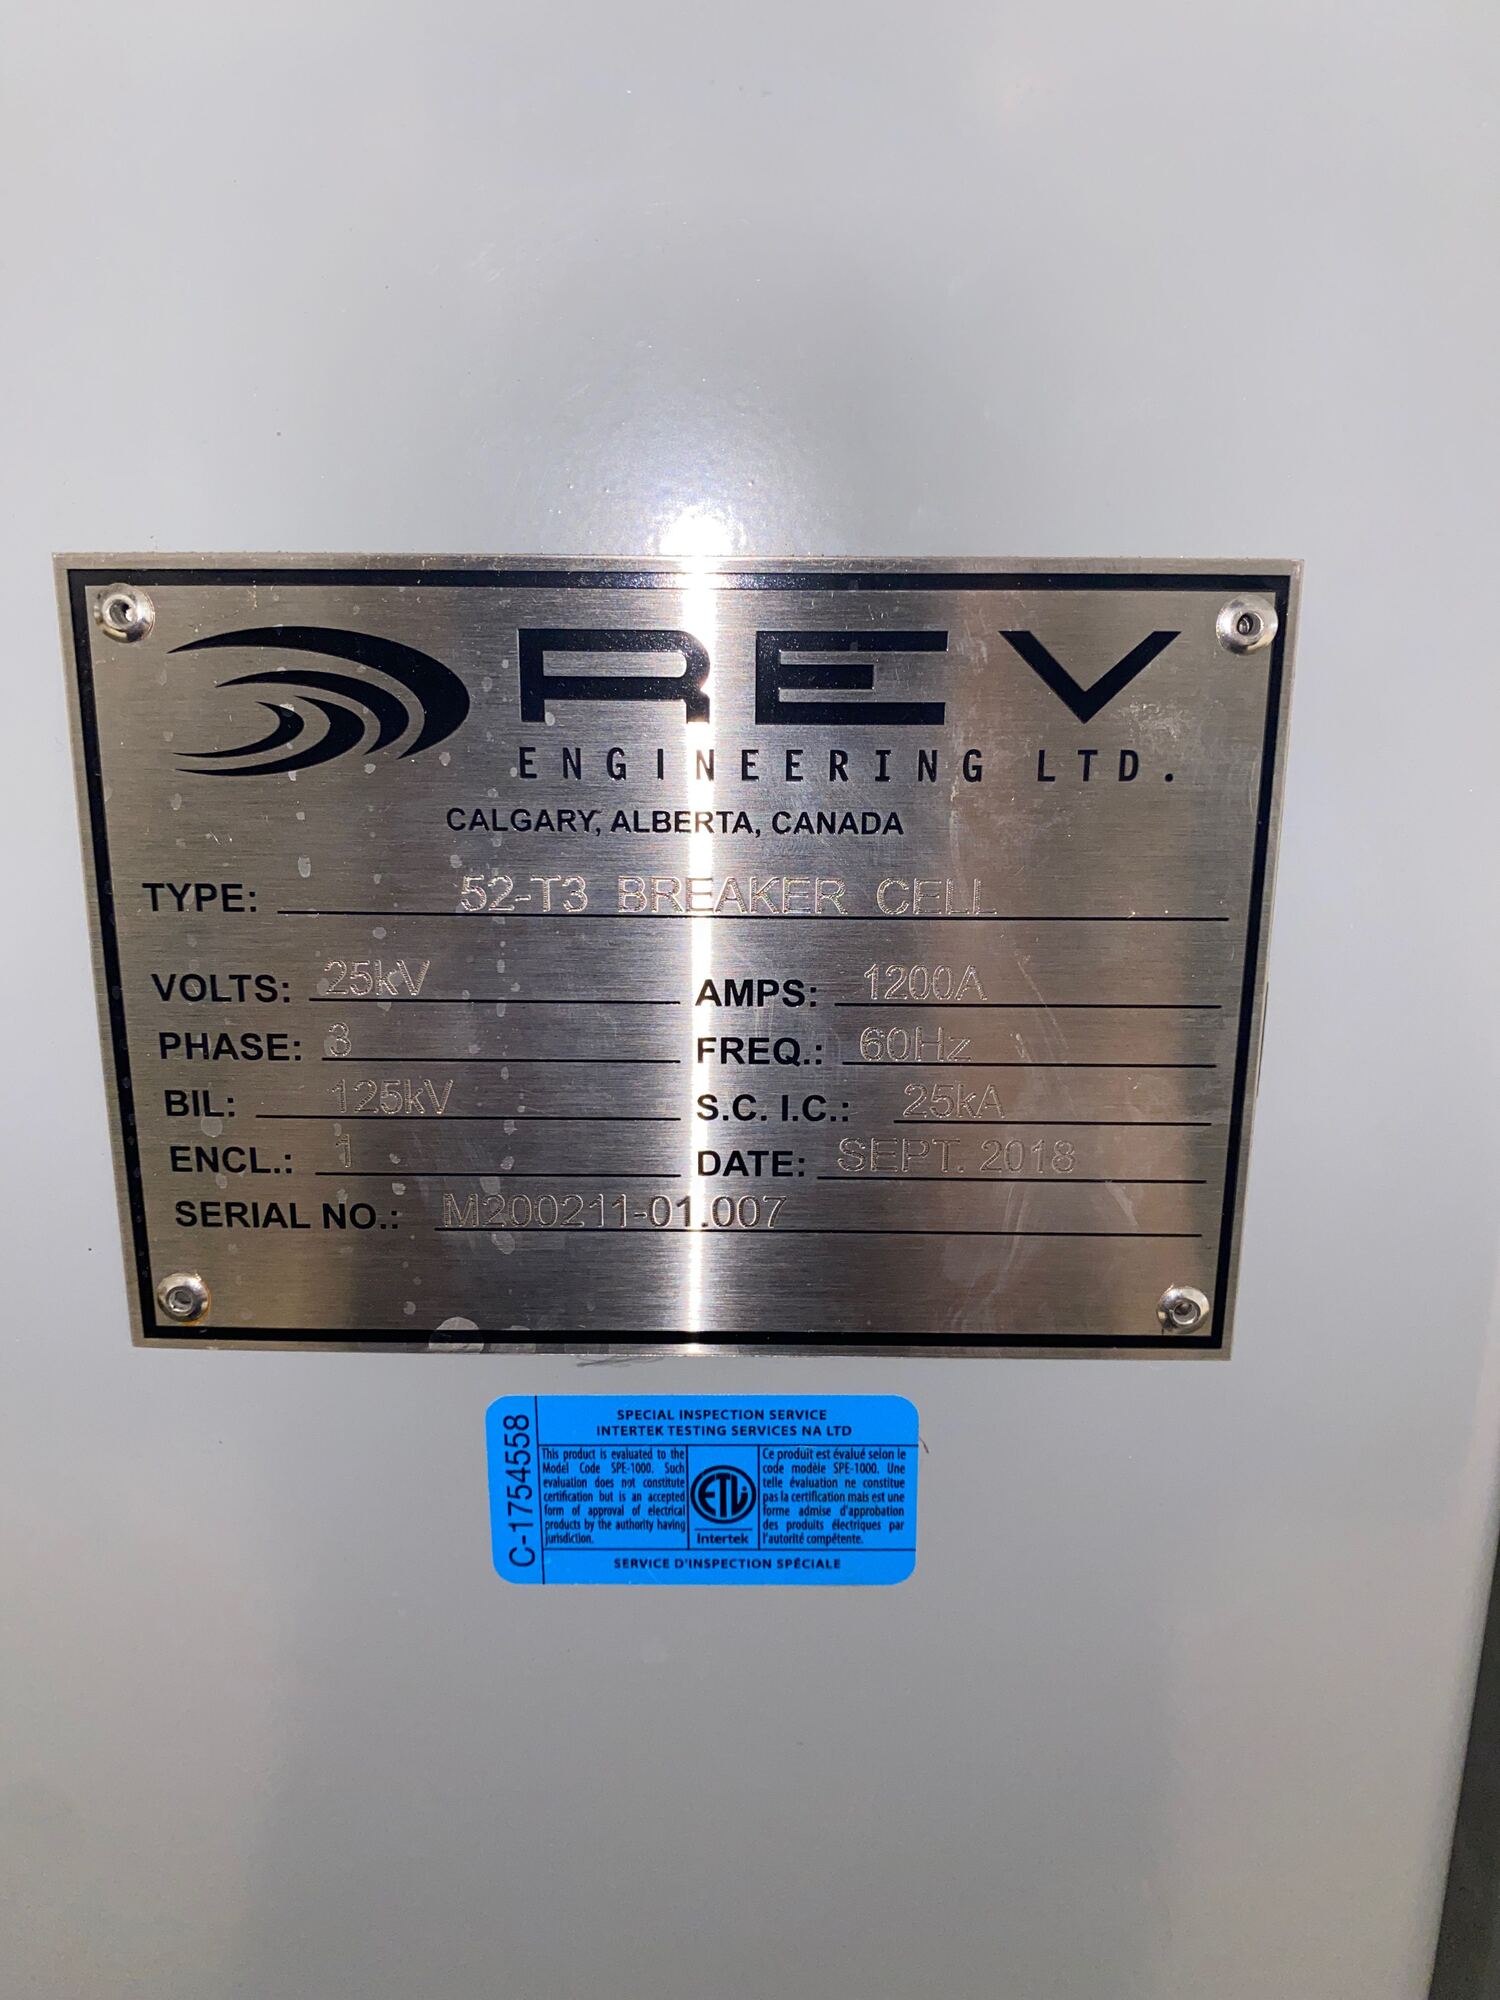 REV
ENGINEERING LTD.
CALGARY, ALBERTA, CANADA
TYPE: 52-T3 BREAKER CELL
VOLTS: 25kV AMPS: 1200A
PHASE: 3 FREQ.: 60Hz
BIL: 125kV S.C. I.C.: 25kA
ENCL.: 1 DATE: SEPT. 2018
SERIAL NO.: M200211-01.007
C-1754558
SPECIAL INSPECTION SERVICE
INTERTEK TESTING SERVICES NA LTD
This product is evaluated to the
Model Code SPE-1000. Such
evaluation does not constitute
certification but is an accepted
form of approval of electrical
products by the authority having
jurisdiction.
ETL
Intertek
Ce produit est évalué selon le
code modèle SPE-1000. Une
telle évaluation ne constitue
pas la certification mais est une
forme admise d'approbation
des produits électriques par
l'autorité compétente.
SERVICE D'INSPECTION SPÉCIALE